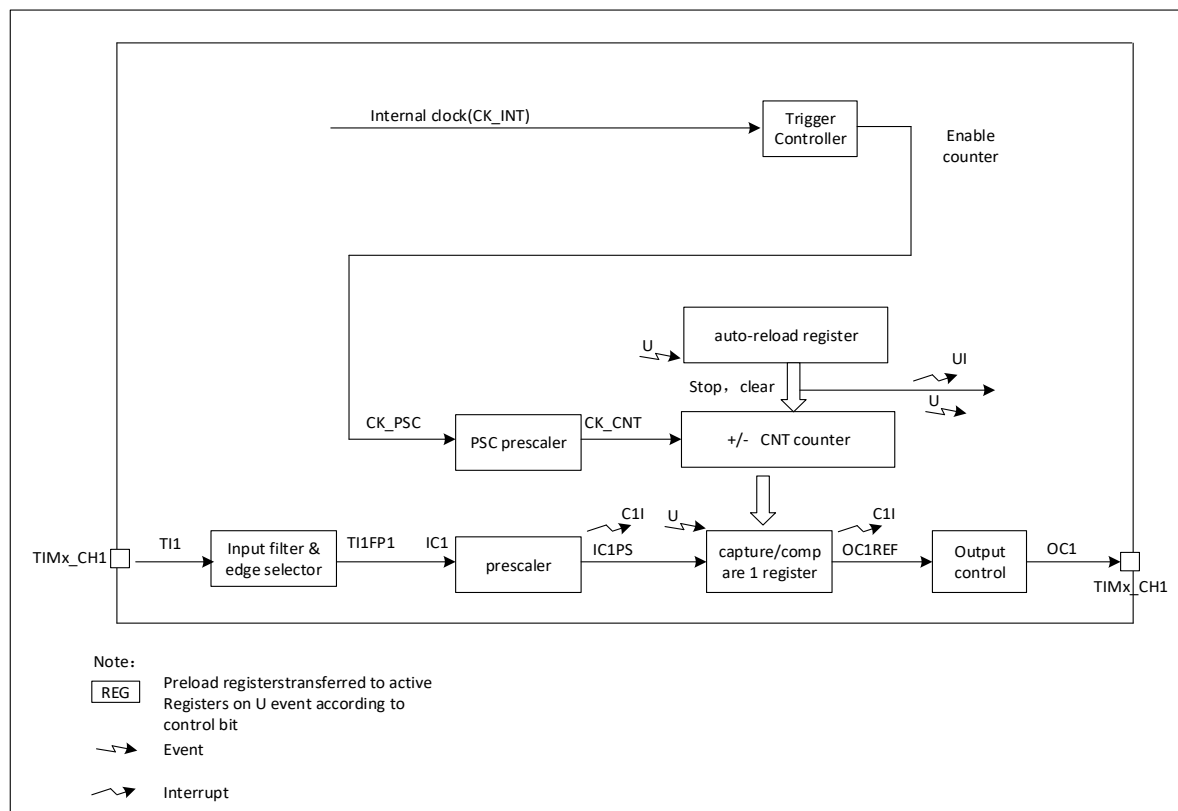 Internal clock(CK_INT)
Trigger
Controller
Enable
counter
auto-reload register
U
UI
Stop，clear
U
CK_PSC
PSC prescaler
CK_CNT
+/- CNT counter
TIMx_CH1
TI1
Input filter &
edge selector
TI1FP1
IC1
prescaler
C1I
IC1PS
U
capture/comp
are 1 register
C1I
OC1REF
Output
control
OC1
TIMx_CH1
Note：
REG
Preload registerstransferred to active
Registers on U event according to
control bit
Event
Interrupt